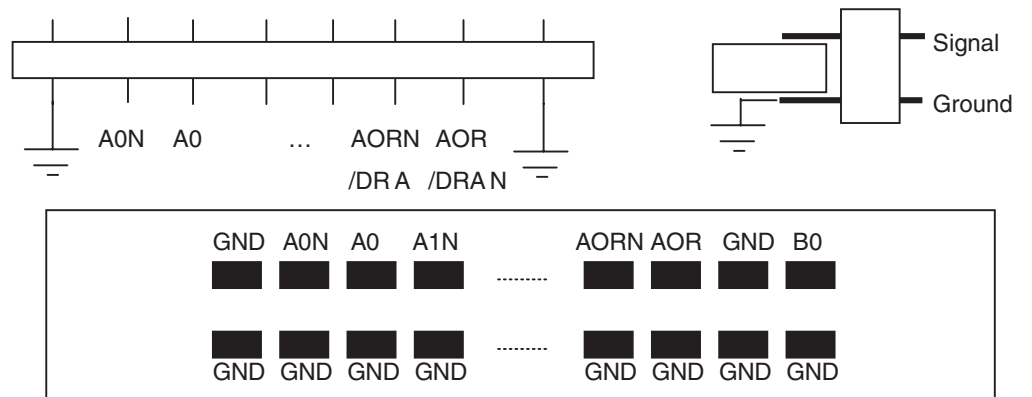 Signal
Ground
A0N A0 ... AORN AOR
/DR A /DRA N
GND A0N A0 A1N ......... AORN AOR GND B0
.........
GND GND GND GND GND GND GND GND